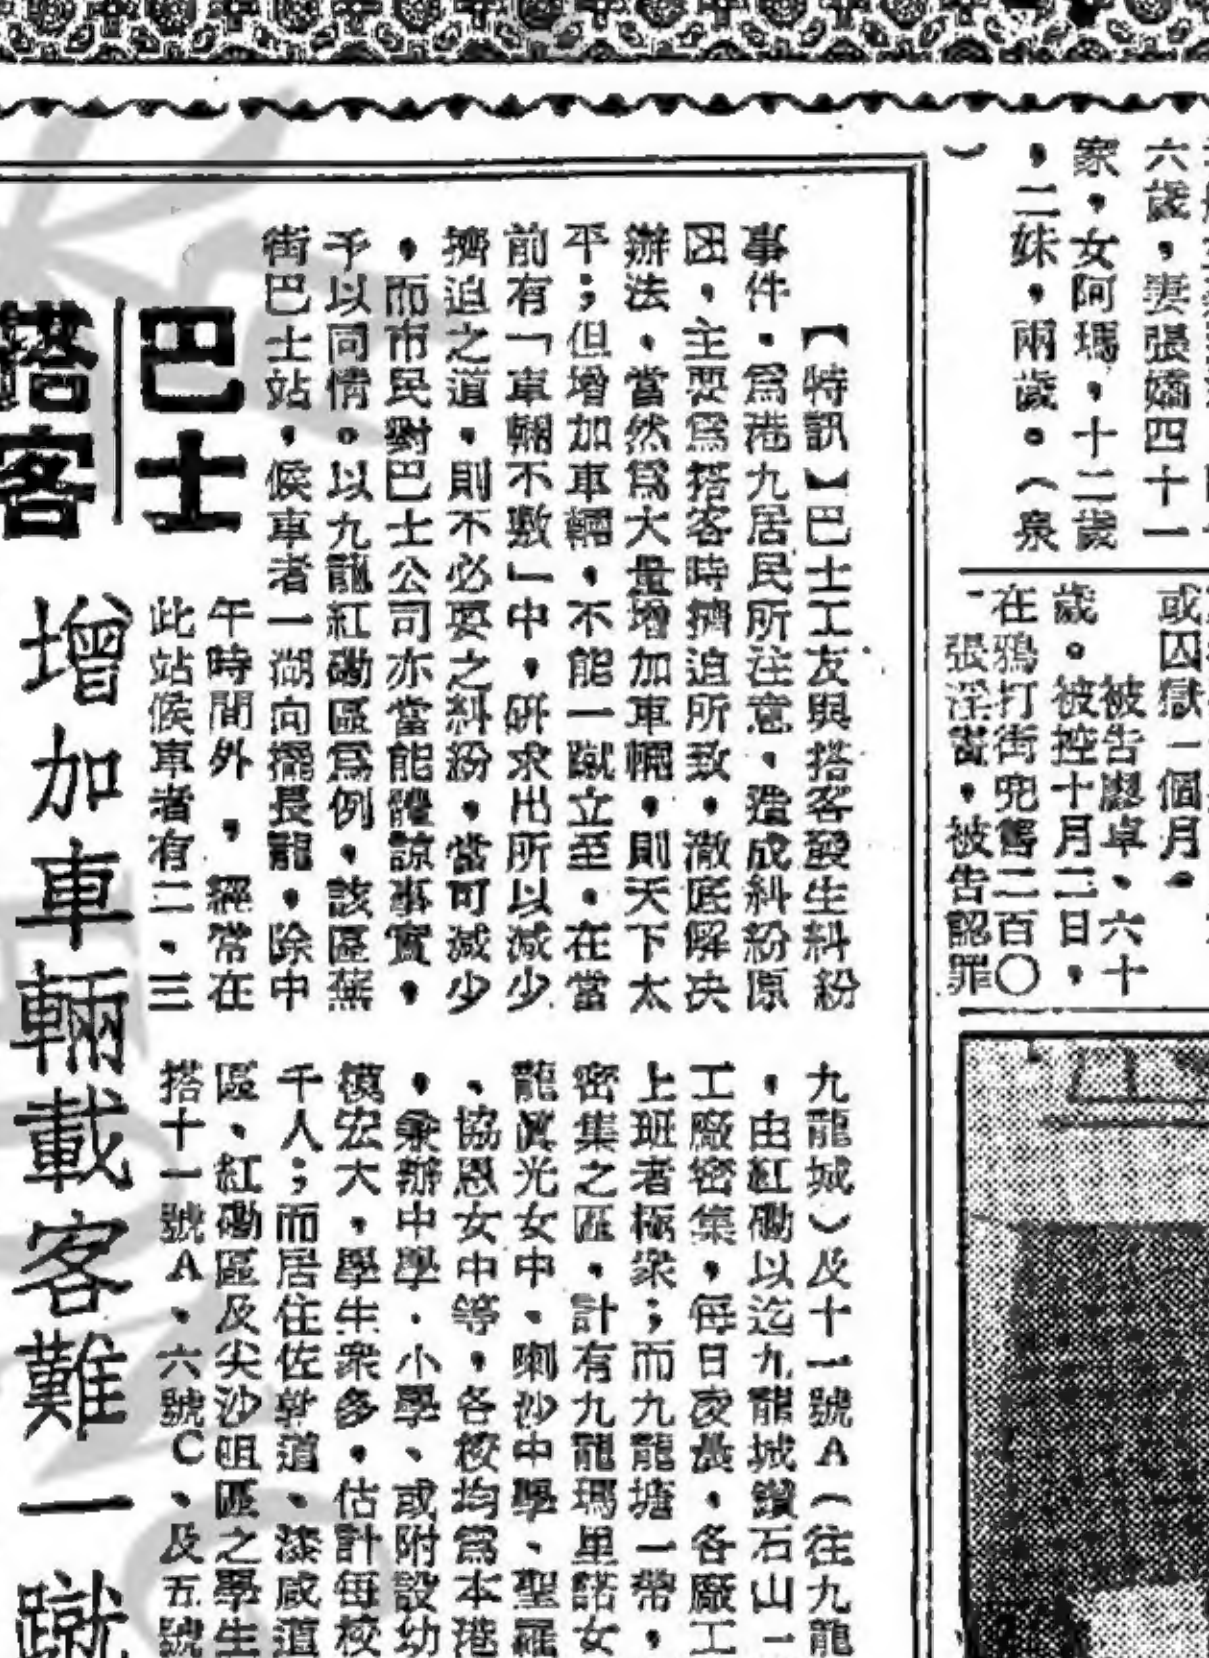 家，女阿瑪，十二歲
，二妹，兩歲。（泉
）
六歲，妻張嬌四十一
或囚獄一個月。
歲。被控十月二日，
在鴉打街兜售二百〇
張淫畫，被告認罪
巴士
搭客
增加車輛載客難一蹴
【特訊】巴士工友與搭客發生糾紛
事件，為港九居民所注意，造成糾紛原
因，主要為搭客時擠迫所致，澈底解決
辦法，當然為大量增加車輛，則天下太
平；但增加車輛，不能一蹴立至。在當
前有「車輛不敷」中，研求出所以減少
擠迫之道，則不必要之糾紛，當可減少
，而市民對巴士公司亦當能體諒事實，
予以同情。以九龍紅磡區為例，該區蕪
街巴士站，候車者一湖向擺長龍，除中
午時間外，經常在
此站候車者有二、三
九龍城）及十一號A（往九龍
，由紅磡以迄九龍城鑽石山一
工廠密集，每日夜長，各廠工
上班者極衆；而九龍塘一帶，
密集之區，計有九龍瑪里諾女
龍眞光女中、喇沙中學、聖羅
、協恩女中等，各校均為本港
，兼辦中學、小學、或附設幼
模宏大，學生衆多，估計每校
千人；而居住佐敦道、漆咸道
區、紅磡區及尖沙咀區之學生
搭十一號A、六號C、及五號